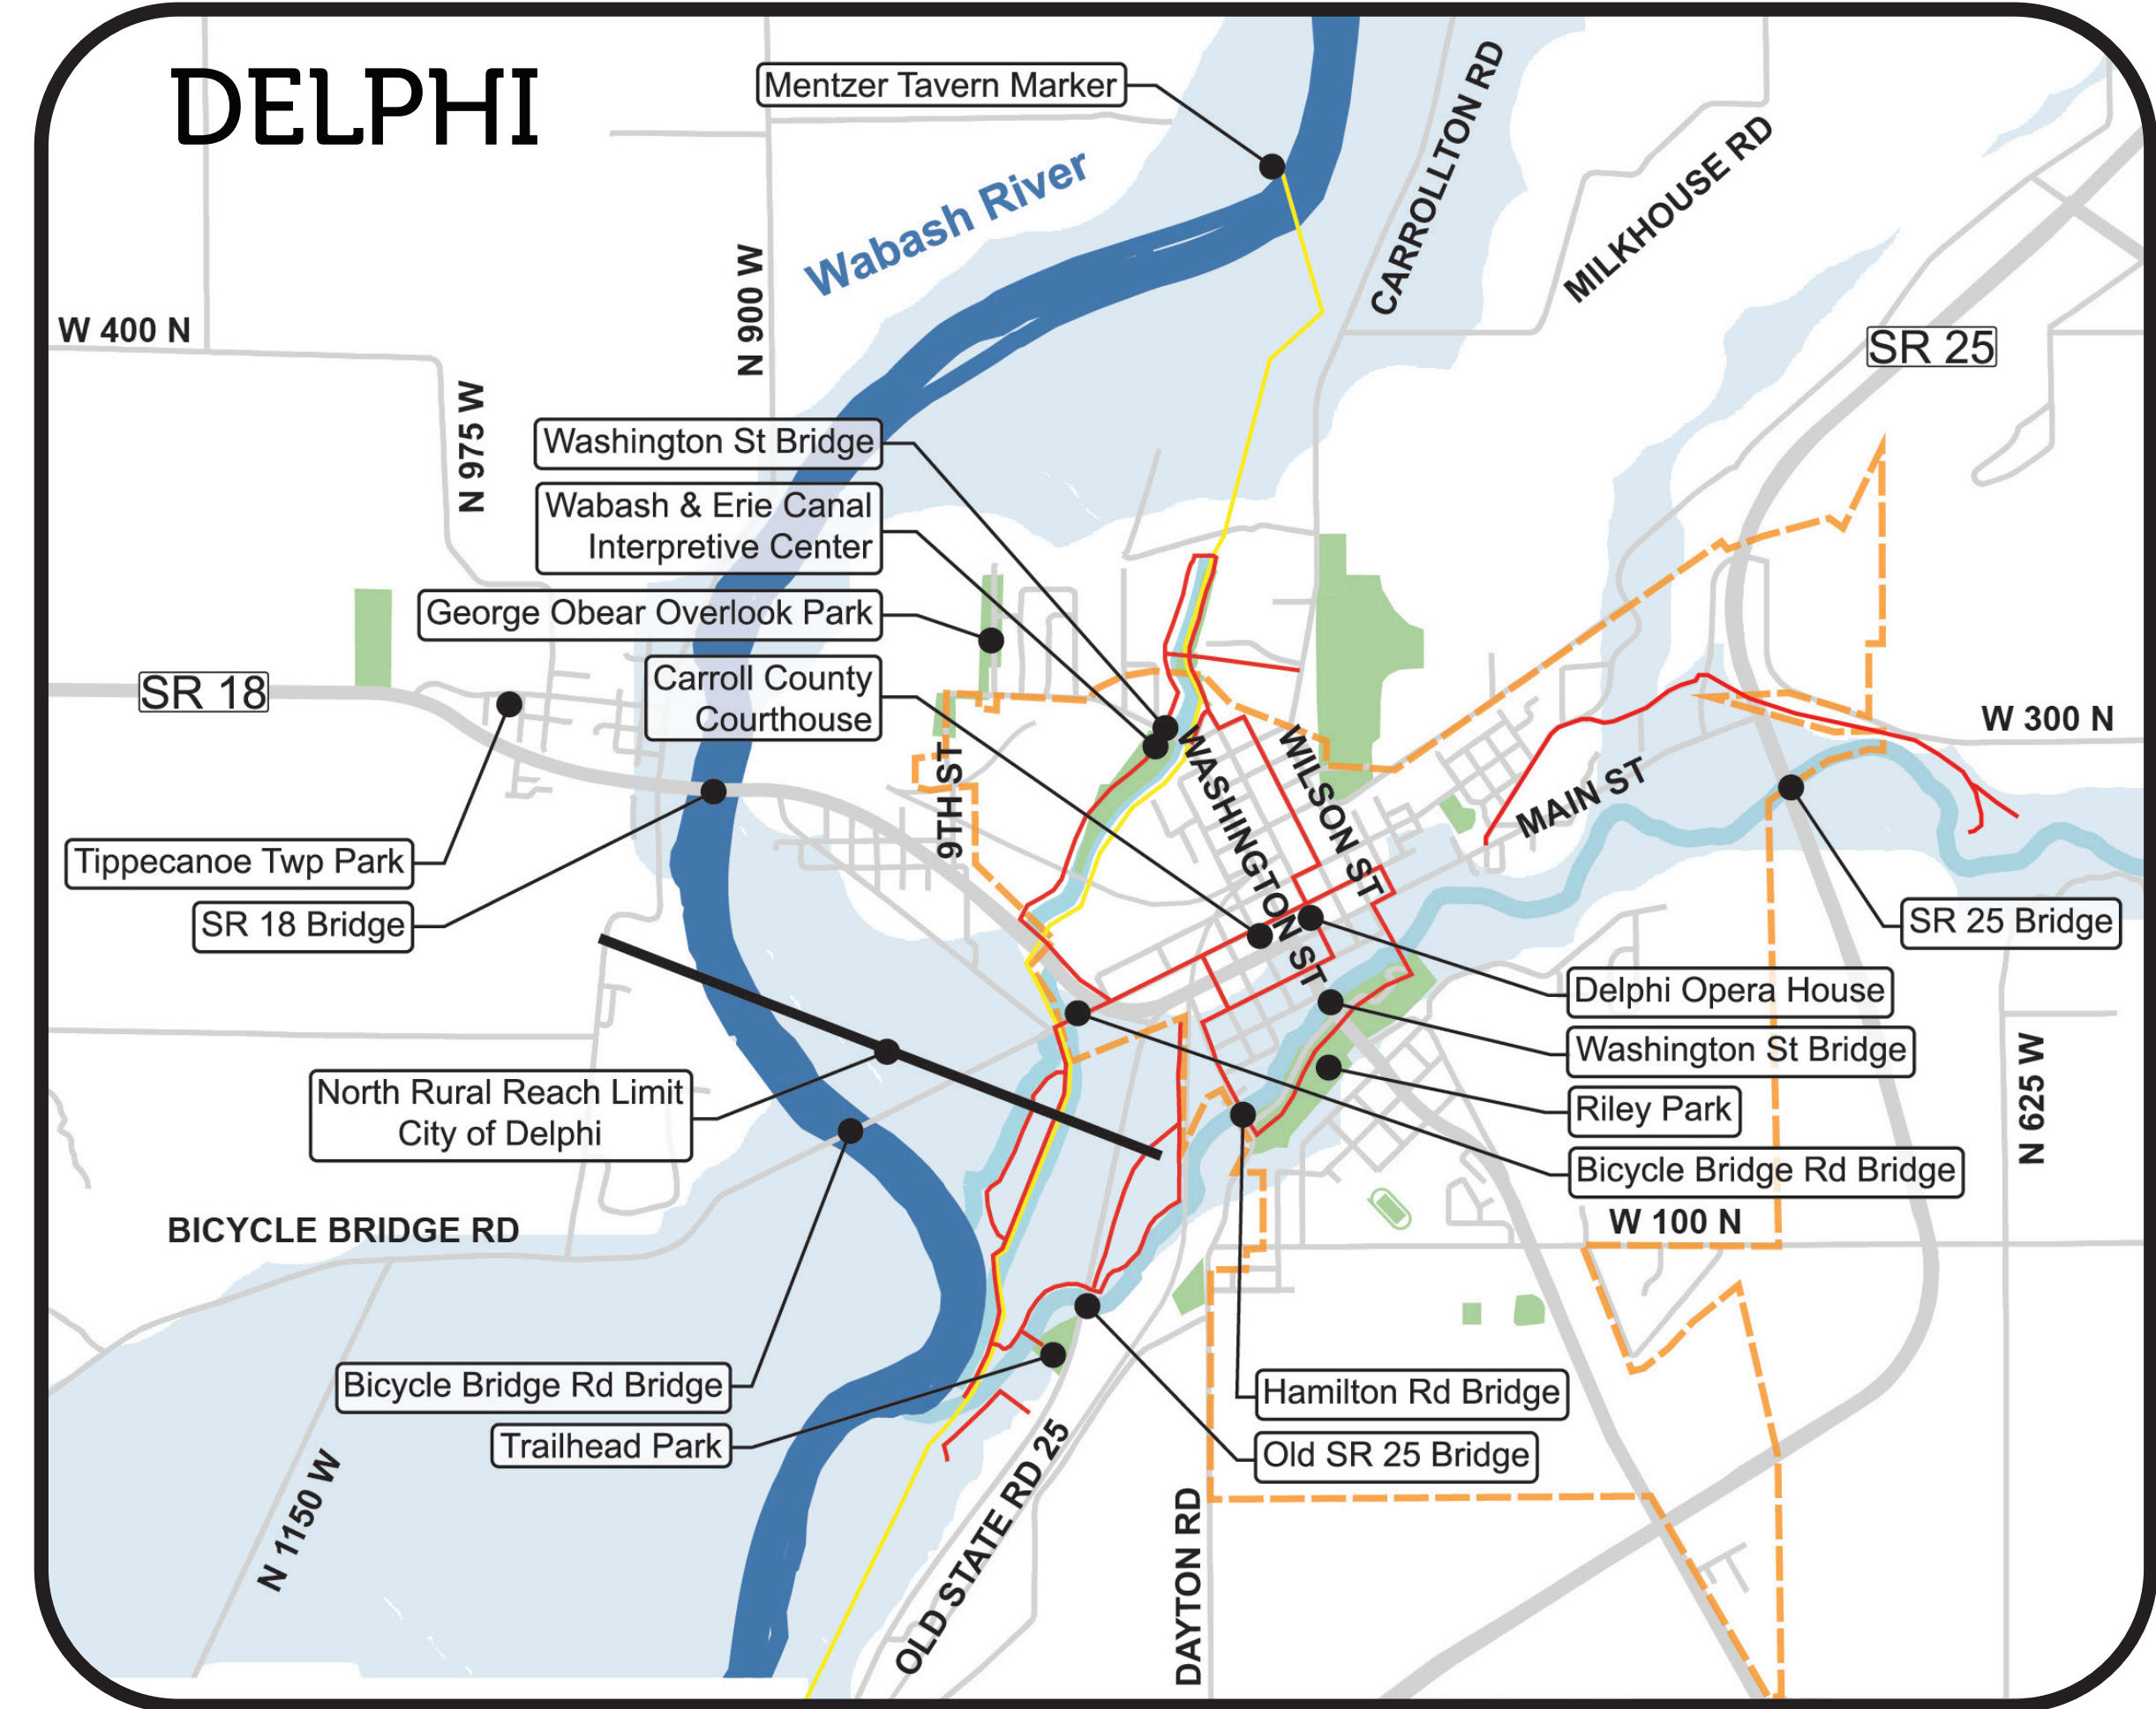 DELPHI
Mentzer Tavern Marker
CARROLLTON RD
MILKHOUSE RD
Wabash River
N 900 W
W 400 N
SR 25
N 975 W
Washington St Bridge
Wabash & Erie Canal
Interpretive Center
George Obear Overlook Park
Carroll County
Courthouse
SR 18
W 300 N
9TH ST
WASHINGTON ST
WILSON ST
MAIN ST
Tippecanoe Twp Park
SR 18 Bridge
SR 25 Bridge
Delphi Opera House
Washington St Bridge
Riley Park
Bicycle Bridge Rd Bridge
N 625 W
North Rural Reach Limit
City of Delphi
W 100 N
BICYCLE BRIDGE RD
Bicycle Bridge Rd Bridge
Trailhead Park
Hamilton Rd Bridge
Old SR 25 Bridge
N 1150 W
OLD STATE RD 25
DAYTON RD